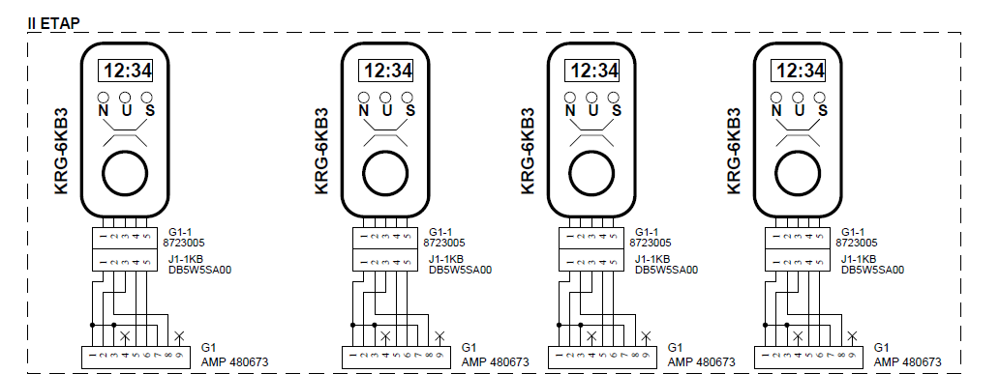 II ETAP
KRG-6KB3
12:34
N U S
1 2 3 4 5
G1-1
8723005
1 2 3 4 5
J1-1KB
DB5W5SA00
1 2 3 4 5 6 7 8 9
G1
AMP 480673
KRG-6KB3
12:34
N U S
1 2 3 4 5
G1-1
8723005
1 2 3 4 5
J1-1KB
DB5W5SA00
1 2 3 4 5 6 7 8 9
G1
AMP 480673
KRG-6KB3
12:34
N U S
1 2 3 4 5
G1-1
8723005
1 2 3 4 5
J1-1KB
DB5W5SA00
1 2 3 4 5 6 7 8 9
G1
AMP 480673
KRG-6KB3
12:34
N U S
1 2 3 4 5
G1-1
8723005
1 2 3 4 5
J1-1KB
DB5W5SA00
1 2 3 4 5 6 7 8 9
G1
AMP 480673